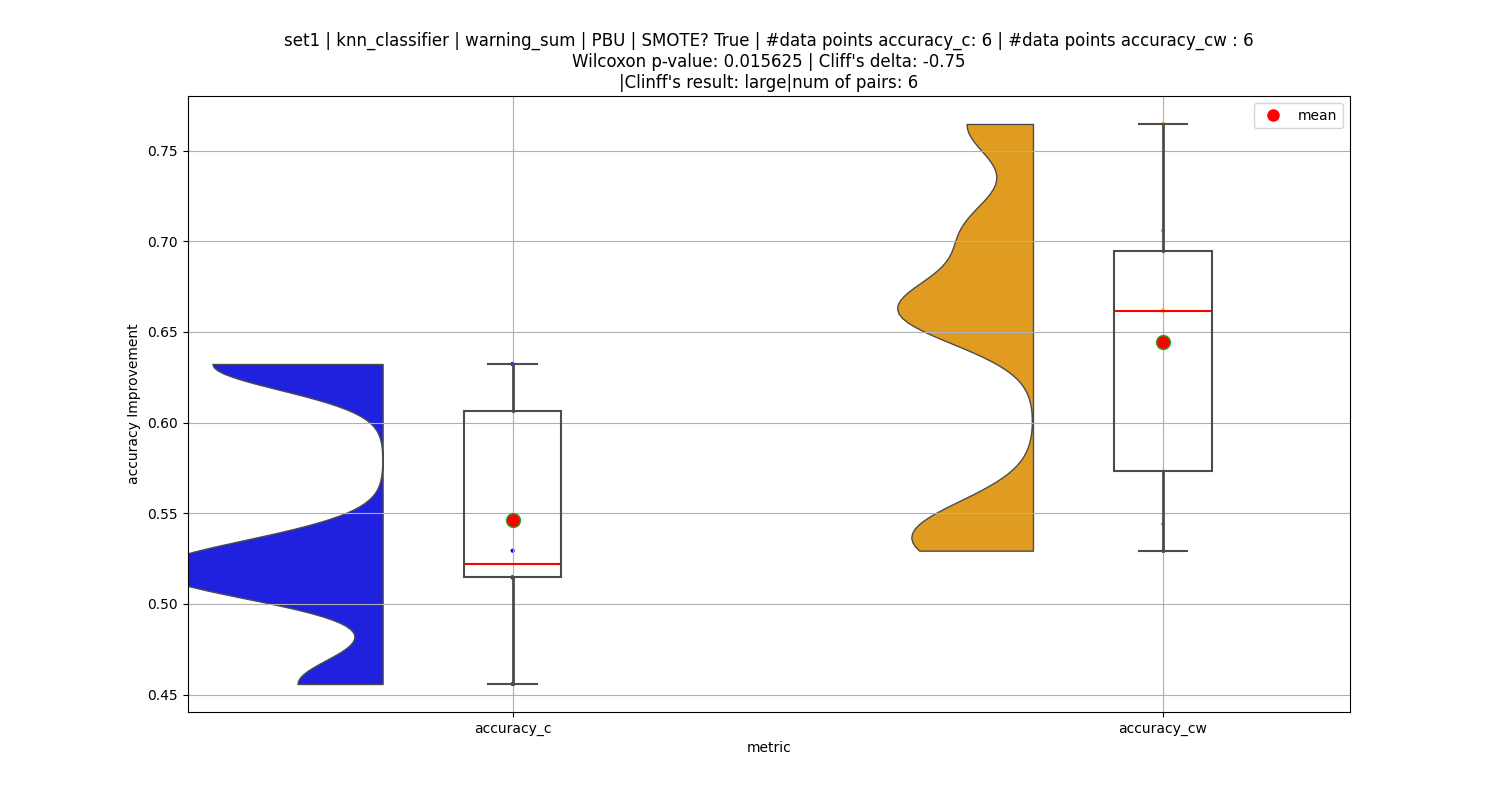 set1 | knn_classifier | warning_sum | PBU | SMOTE? True | #data points accuracy_c: 6 | #data points accuracy_cw : 6
Wilcoxon p-value: 0.015625 | Cliff's delta: -0.75
|Clinff's result: large|num of pairs: 6
mean
0.75
0.70
0.65
0.60
0.55
0.50
0.45
accuracy Improvement
accuracy_c
accuracy_cw
metric